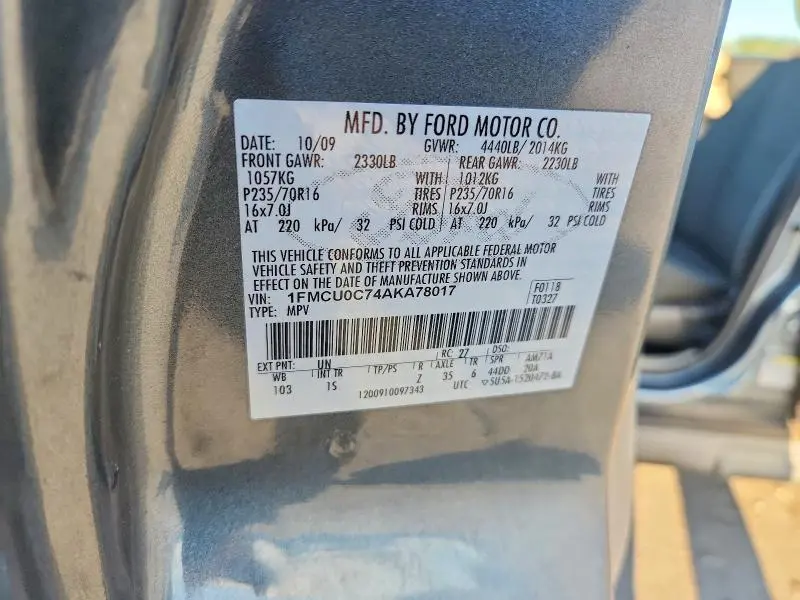 MFD. BY FORD MOTOR CO.
DATE: 10/09 GVWR: 4440LB/ 2014KG
FRONT GAWR: 2330LB REAR GAWR: 2230LB
1057KG WITH 1012KG WITH
P235/70R16 TIRES P235/70R16 TIRES
16x7.0J RIMS 16x7.0J RIMS
AT 220 kPa/ 32 PSI COLD AT 220 kPa/ 32 PSI COLD
THIS VEHICLE CONFORMS TO ALL APPLICABLE FEDERAL MOTOR
VEHICLE SAFETY AND THEFT PREVENTION STANDARDS IN
EFFECT ON THE DATE OF MANUFACTURE SHOWN ABOVE.
VIN: 1FMCU0C74AKA78017 F0118
TYPE: MPV T0327
EXT PNT: UN RC: 27 DSO:
WB INT TR TP/PS R AXLE TR SPR AM71A
103 1S Z 35 6 44DD 20A
1200910097343 UTC ▽SU5A-1520472-BA